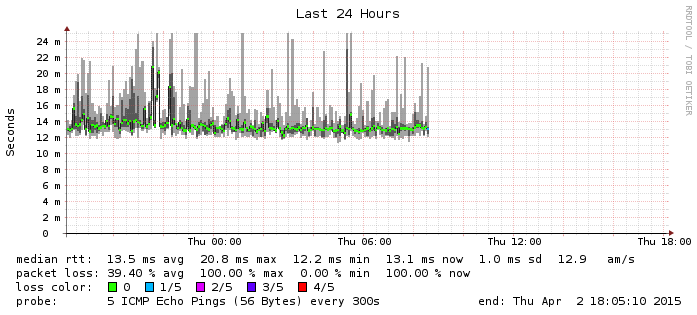 Last 24 Hours
RRDTOOL / TOBI OETIKER
Seconds
24 m
22 m
20 m
18 m
16 m
14 m
12 m
10 m
8 m
6 m
4 m
2 m
0
Thu 00:00 Thu 06:00 Thu 12:00 Thu 18:00
median rtt: 13.5 ms avg 20.8 ms max 12.2 ms min 13.1 ms now 1.0 ms sd 12.9 am/s
packet loss: 39.40 % avg 100.00 % max 0.00 % min 100.00 % now
loss color: 0 1/5 2/5 3/5 4/5
probe: 5 ICMP Echo Pings (56 Bytes) every 300s end: Thu Apr 2 18:05:10 2015